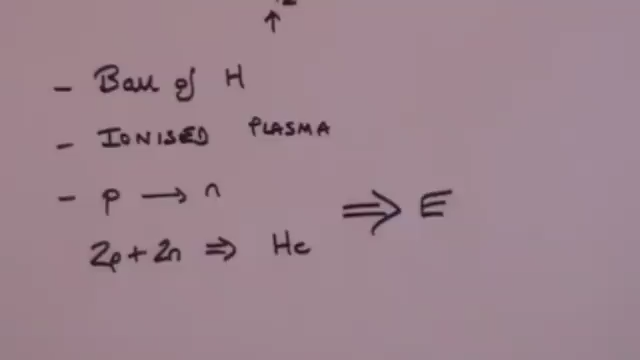 ↑
- Ball of H
- IONISED PLASMA
- p → n ⇒ E
2p + 2n ⇒ He